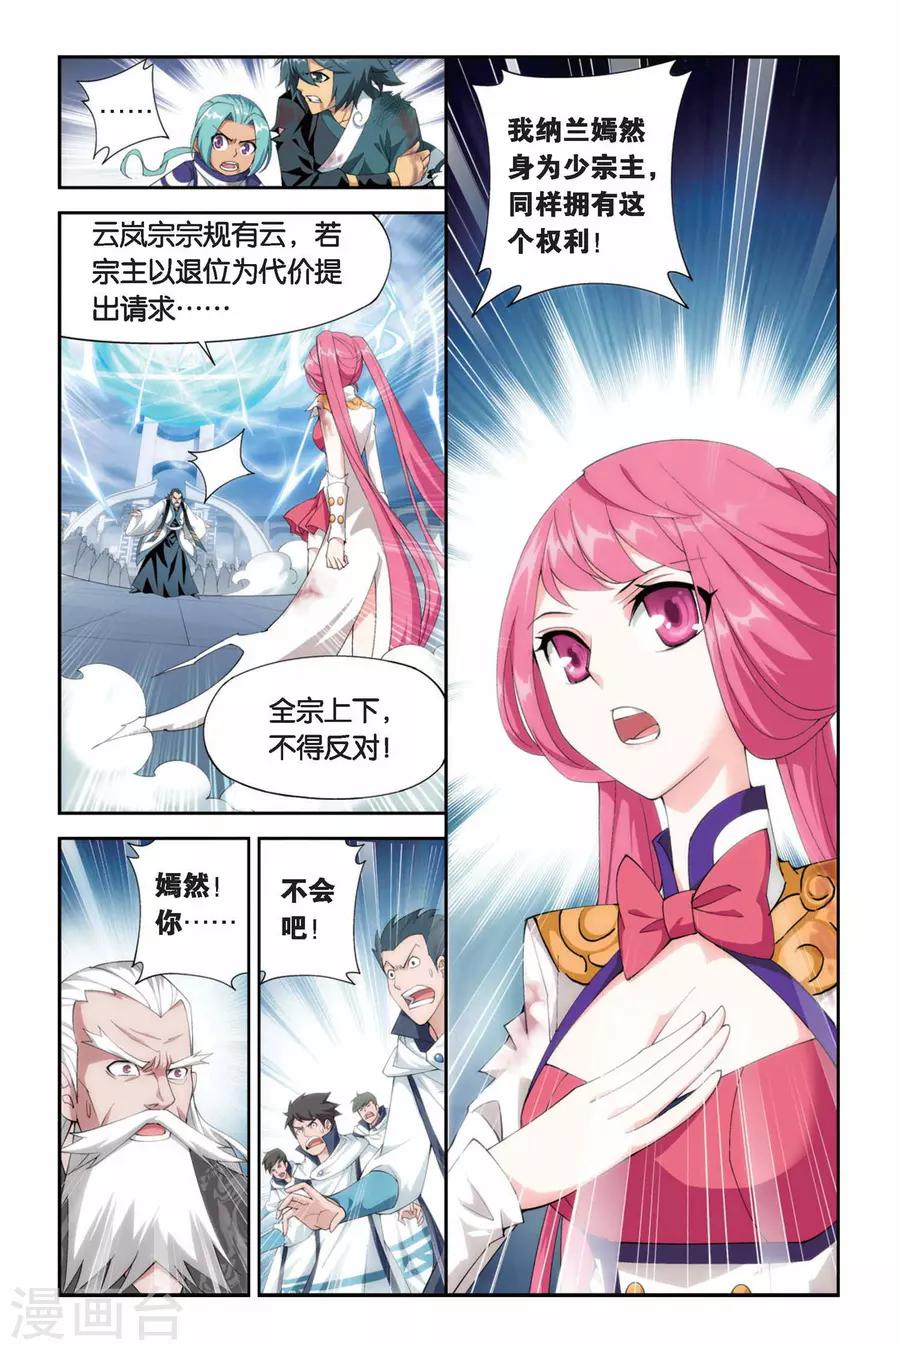 ……
云岚宗宗规有云，若
宗主以退位为代价提
出请求……
全宗上下，
不得反对！
我纳兰嫣然
身为少宗主，
同样拥有这
个权利！
嫣然！
你……
不会
吧！
漫画台